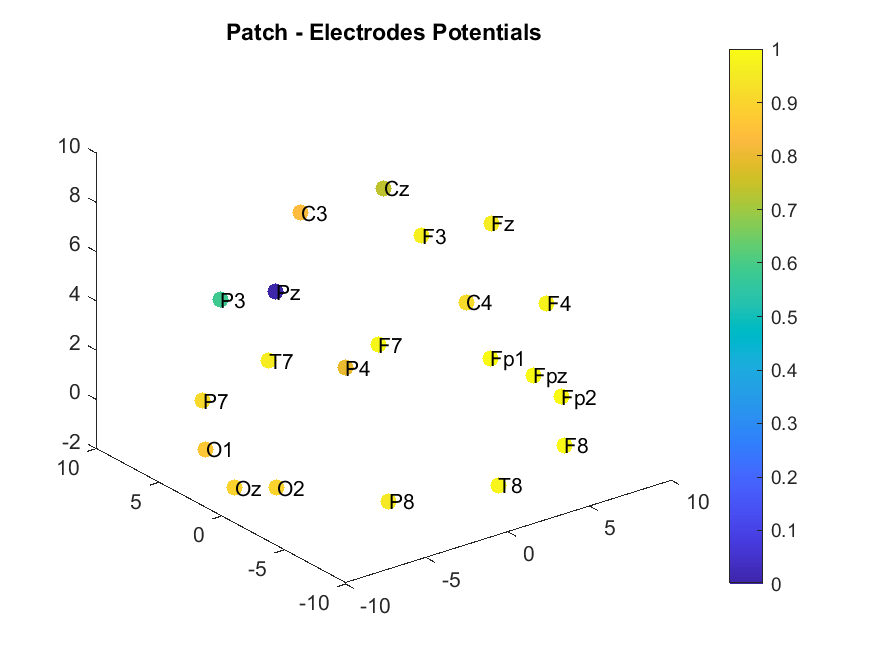 Patch - Electrodes Potentials
10
8
6
4
2
0
-2
10
5
0
-5
-10
-10
-5
0
5
10
Cz
C3
Fz
F3
Pz
P3
C4
F4
F7
Fp1
T7
P4
Fpz
Fp2
P7
F8
O1
T8
Oz
O2
P8
1
0.9
0.8
0.7
0.6
0.5
0.4
0.3
0.2
0.1
0